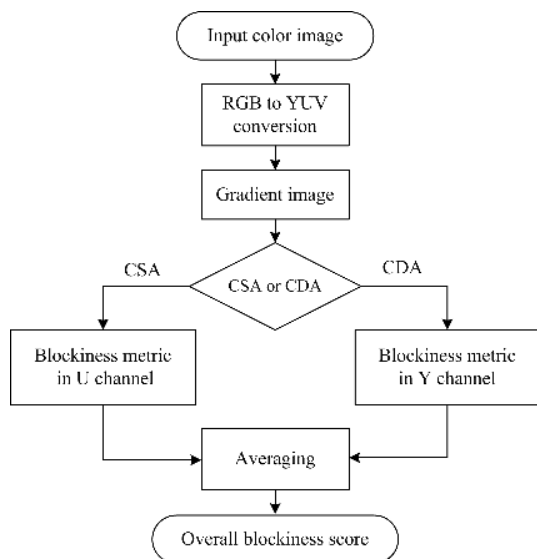 Input color image
RGB to YUV
conversion
Gradient image
CSA
CDA
CSA or CDA
Blockiness metric
in U channel
Blockiness metric
in Y channel
Averaging
Overall blockiness score